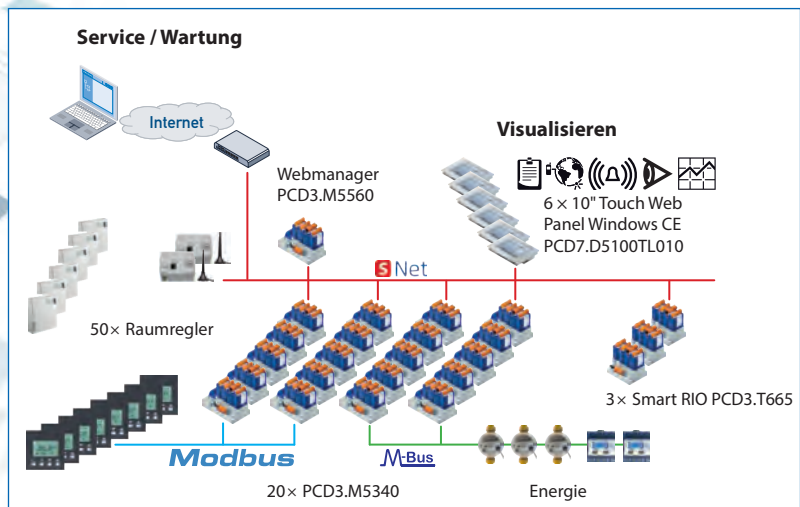 Service / Wartung
Internet
Visualisieren
Webmanager
PCD3.M5560
6 × 10" Touch Web
Panel Windows CE
PCD7.D5100TL010
S Net
50× Raumregler
3× Smart RIO PCD3.T665
Modbus
M-Bus
20× PCD3.M5340
Energie